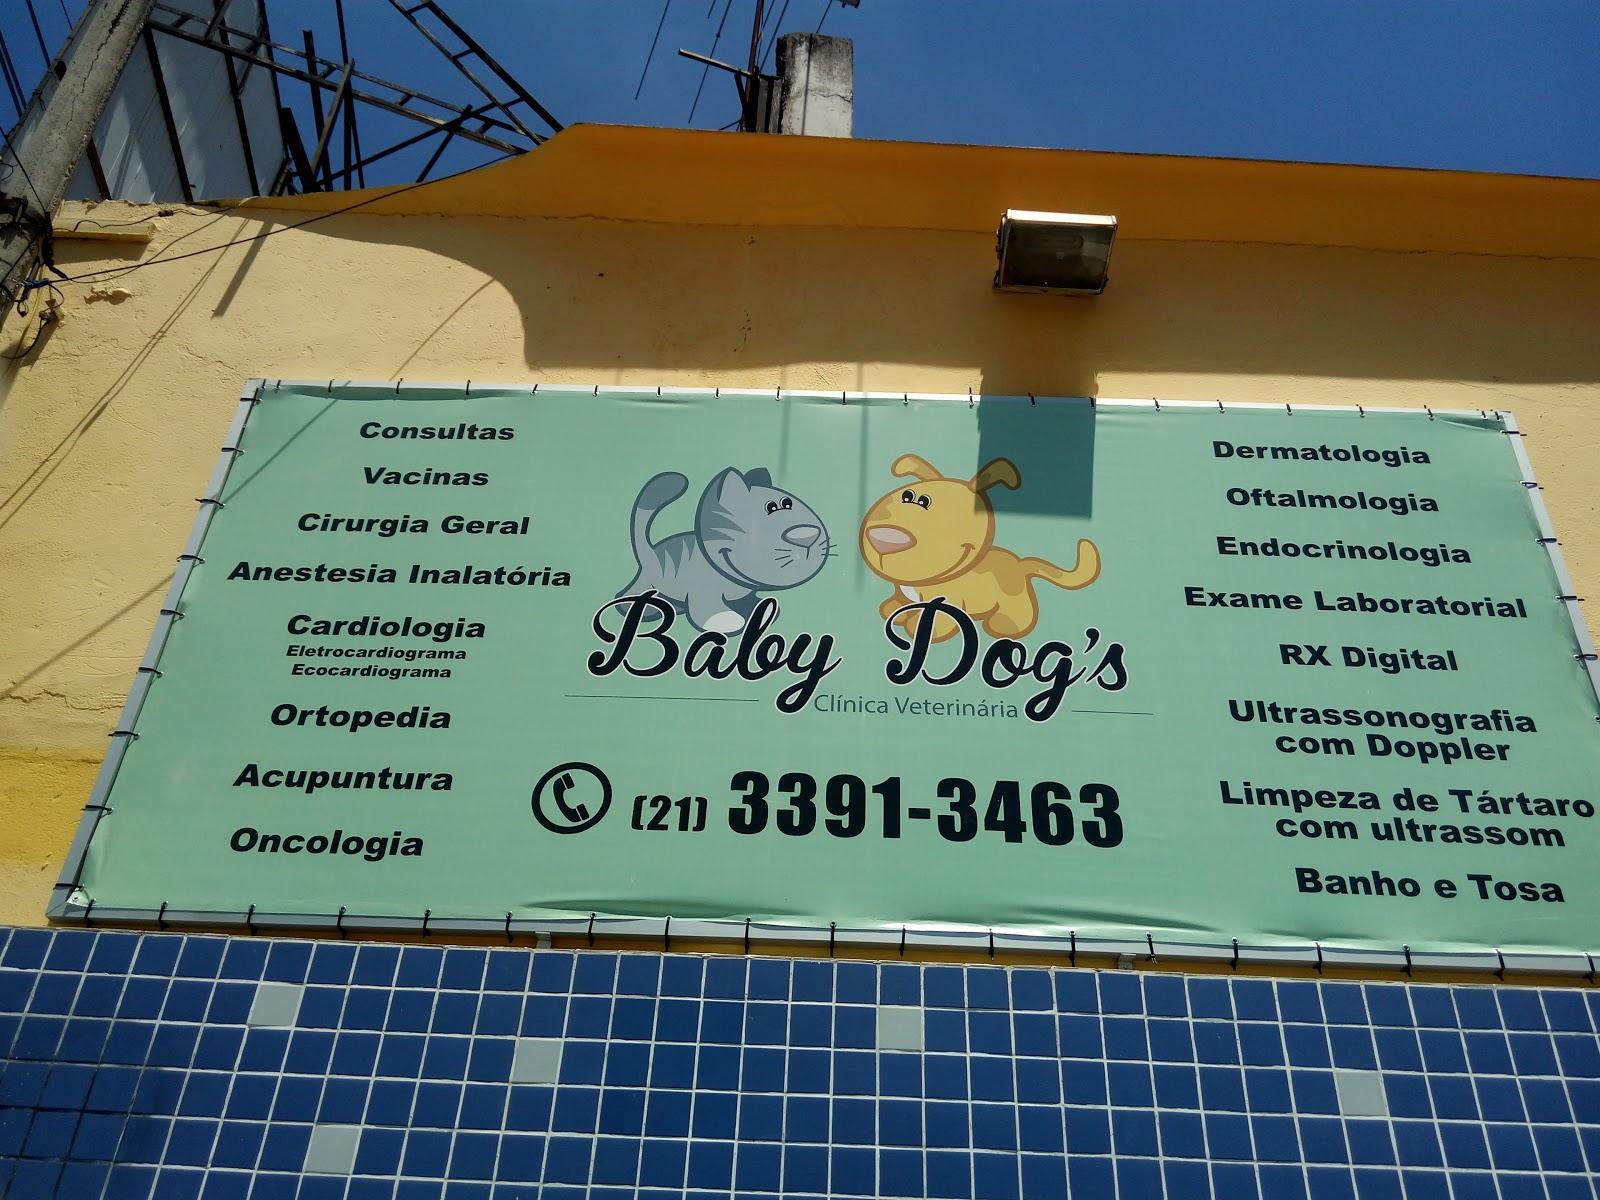 Consultas
Vacinas
Cirurgia Geral
Anestesia Inalatória
Cardiologia
Eletrocardiograma
Ecocardiograma
Ortopedia
Acupuntura
Oncologia
Baby Dog's
Clínica Veterinária
(21) 3391-3463
Dermatologia
Oftalmologia
Endocrinologia
Exame Laboratorial
RX Digital
Ultrassonografia
com Doppler
Limpeza de Tártaro
com ultrassom
Banho e Tosa